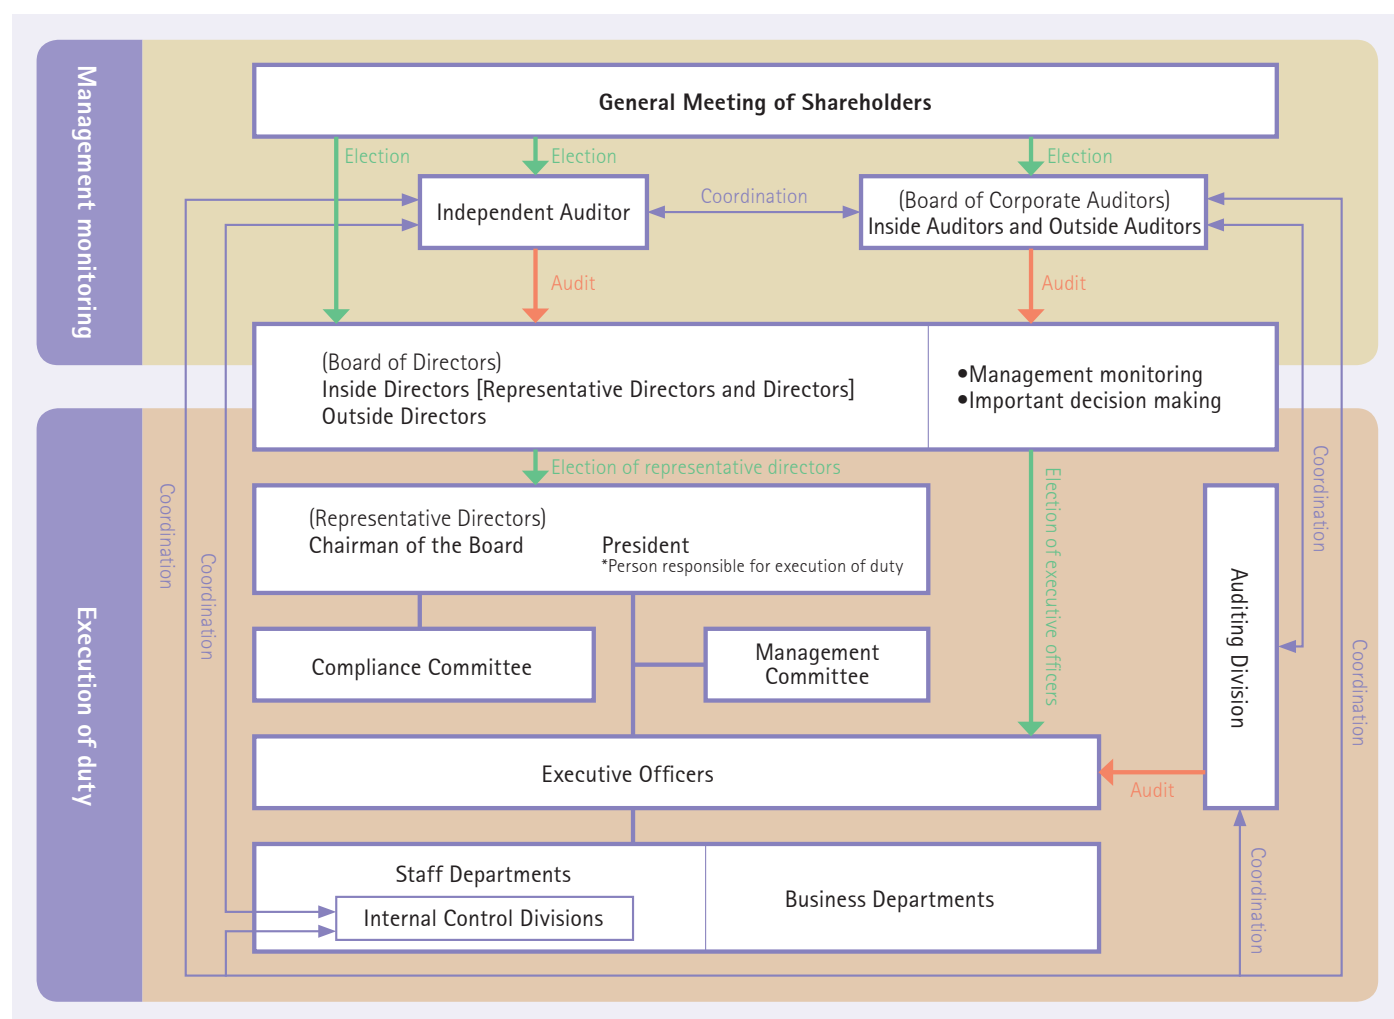 Management monitoring
General Meeting of Shareholders
Election
Election
Election
Independent Auditor
Coordination
(Board of Corporate Auditors)
Inside Auditors and Outside Auditors
Audit
Audit
(Board of Directors)
Inside Directors [Representative Directors and Directors]
Outside Directors
•Management monitoring
•Important decision making
Execution of duty
Election of representative directors
Election of executive officers
Coordination
Coordination
Coordination
Coordination
(Representative Directors)
Chairman of the Board
President
*Person responsible for execution of duty
Auditing Division
Compliance Committee
Management
Committee
Executive Officers
Audit
Staff Departments
Internal Control Divisions
Business Departments
Coordination